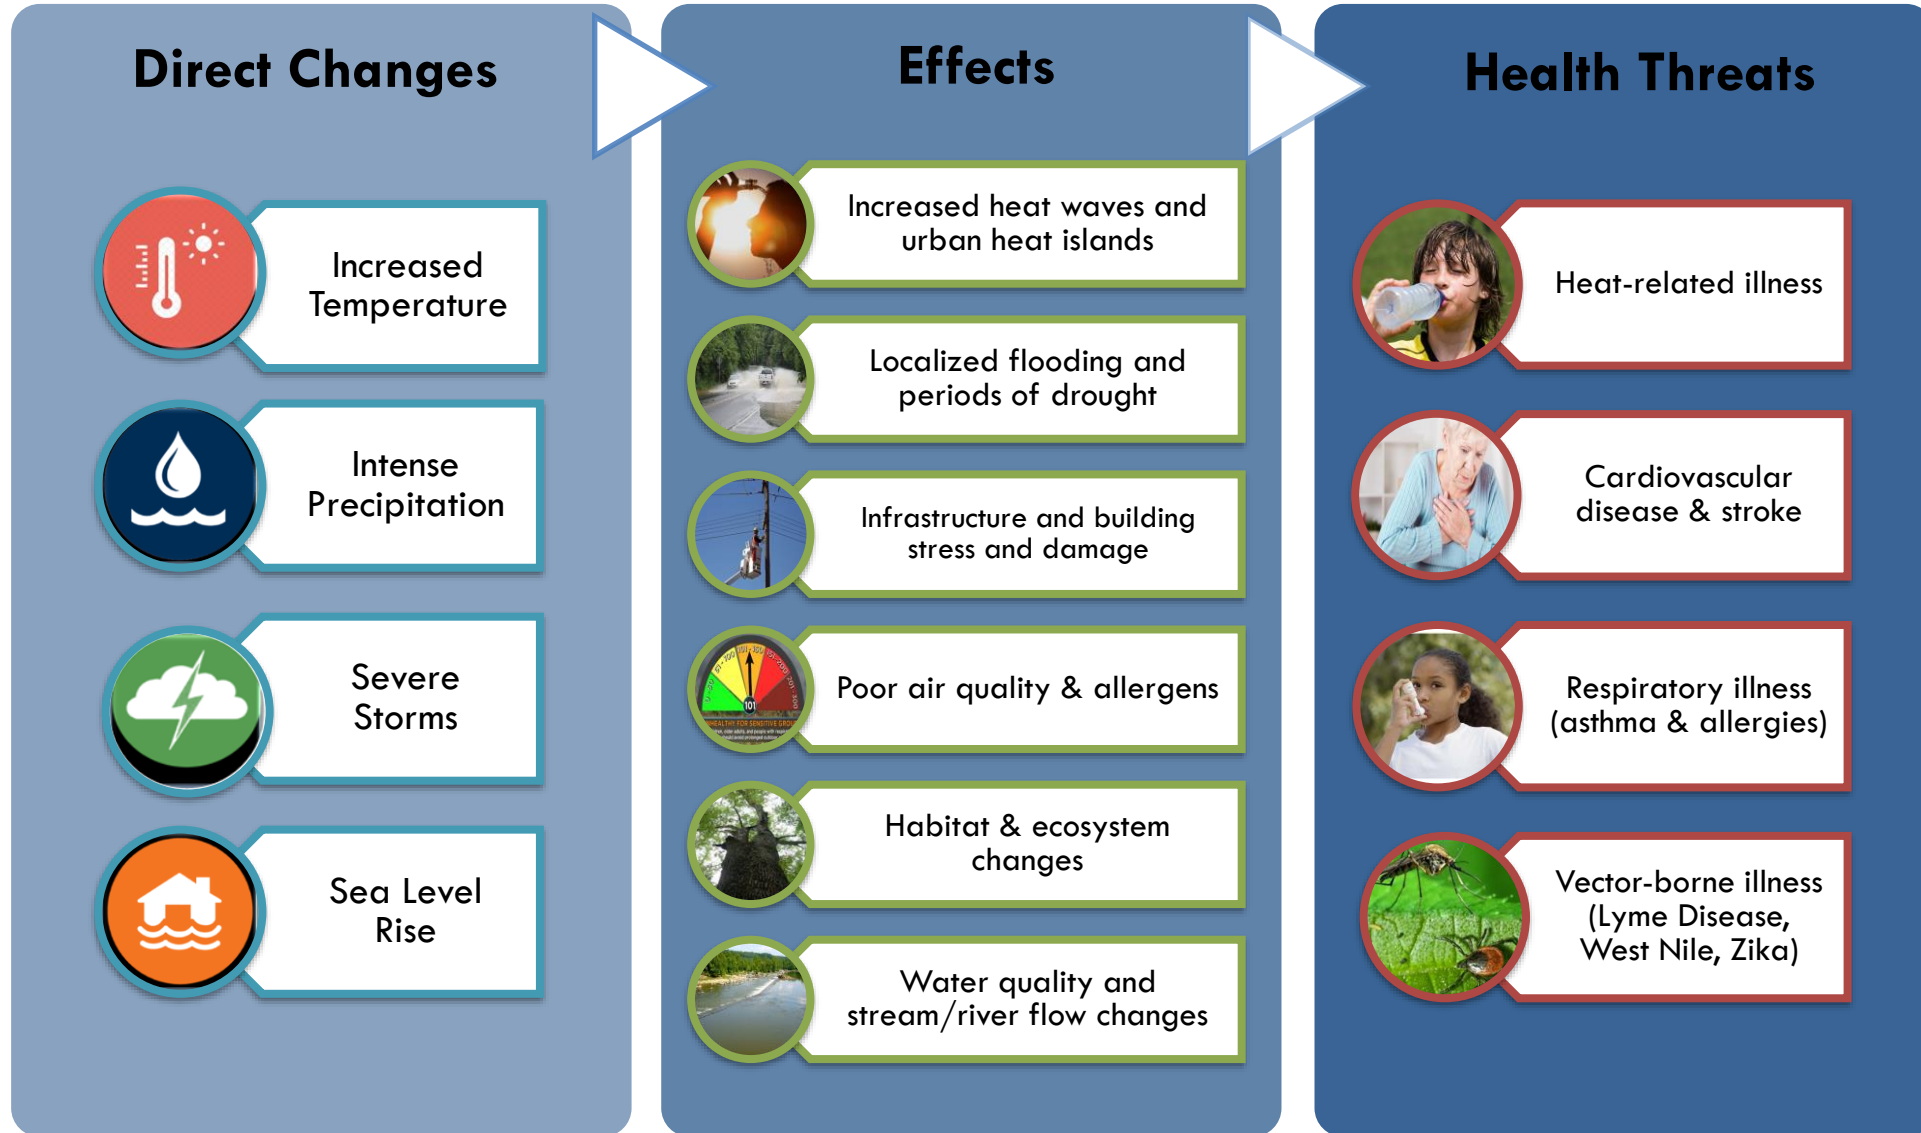 Direct Changes
Increased
Temperature
Intense
Precipitation
Severe
Storms
Sea Level
Rise
Effects
Increased heat waves and
urban heat islands
Localized flooding and
periods of drought
Infrastructure and building
stress and damage
101
Poor air quality & allergens
Habitat & ecosystem
changes
Water quality and
stream/river flow changes
Health Threats
Heat-related illness
Cardiovascular
disease & stroke
Respiratory illness
(asthma & allergies)
Vector-borne illness
(Lyme Disease,
West Nile, Zika)